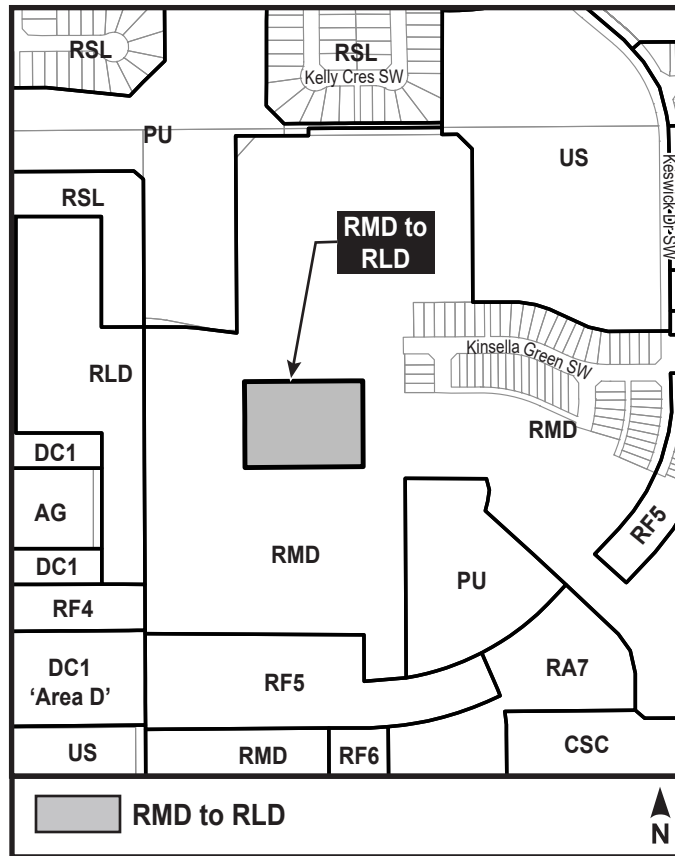 RSL
RSL
Kelly Cres SW
PU
US
Keswick Dr SW
RSL
RMD to
RLD
Kinsella Green SW
RLD
RMD
DC1
AG
RF5
RMD
DC1
PU
RF4
DC1
‘Area D’
RF5
RA7
US
RMD
RF6
CSC
RMD to RLD
N